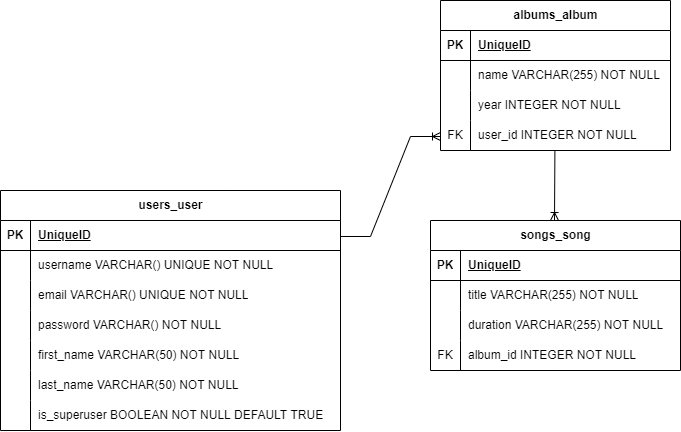 albums_album
PK UniqueID
name VARCHAR(255) NOT NULL
year INTEGER NOT NULL
FK user_id INTEGER NOT NULL
users_user
PK UniqueID
username VARCHAR() UNIQUE NOT NULL
email VARCHAR() UNIQUE NOT NULL
password VARCHAR() NOT NULL
first_name VARCHAR(50) NOT NULL
last_name VARCHAR(50) NOT NULL
is_superuser BOOLEAN NOT NULL DEFAULT TRUE
songs_song
PK UniqueID
title VARCHAR(255) NOT NULL
duration VARCHAR(255) NOT NULL
FK album_id INTEGER NOT NULL